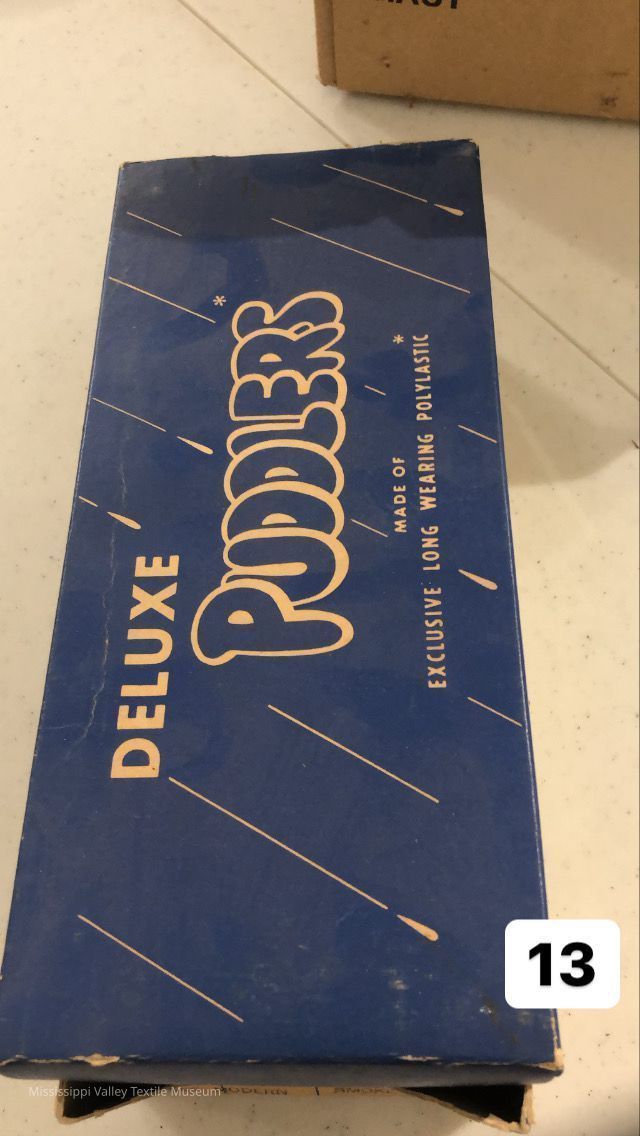 DELUXE
PUDDLERS*
MADE OF
EXCLUSIVE LONG WEARING POLYLASTIC*
13
Mississippi Valley Textile Museum